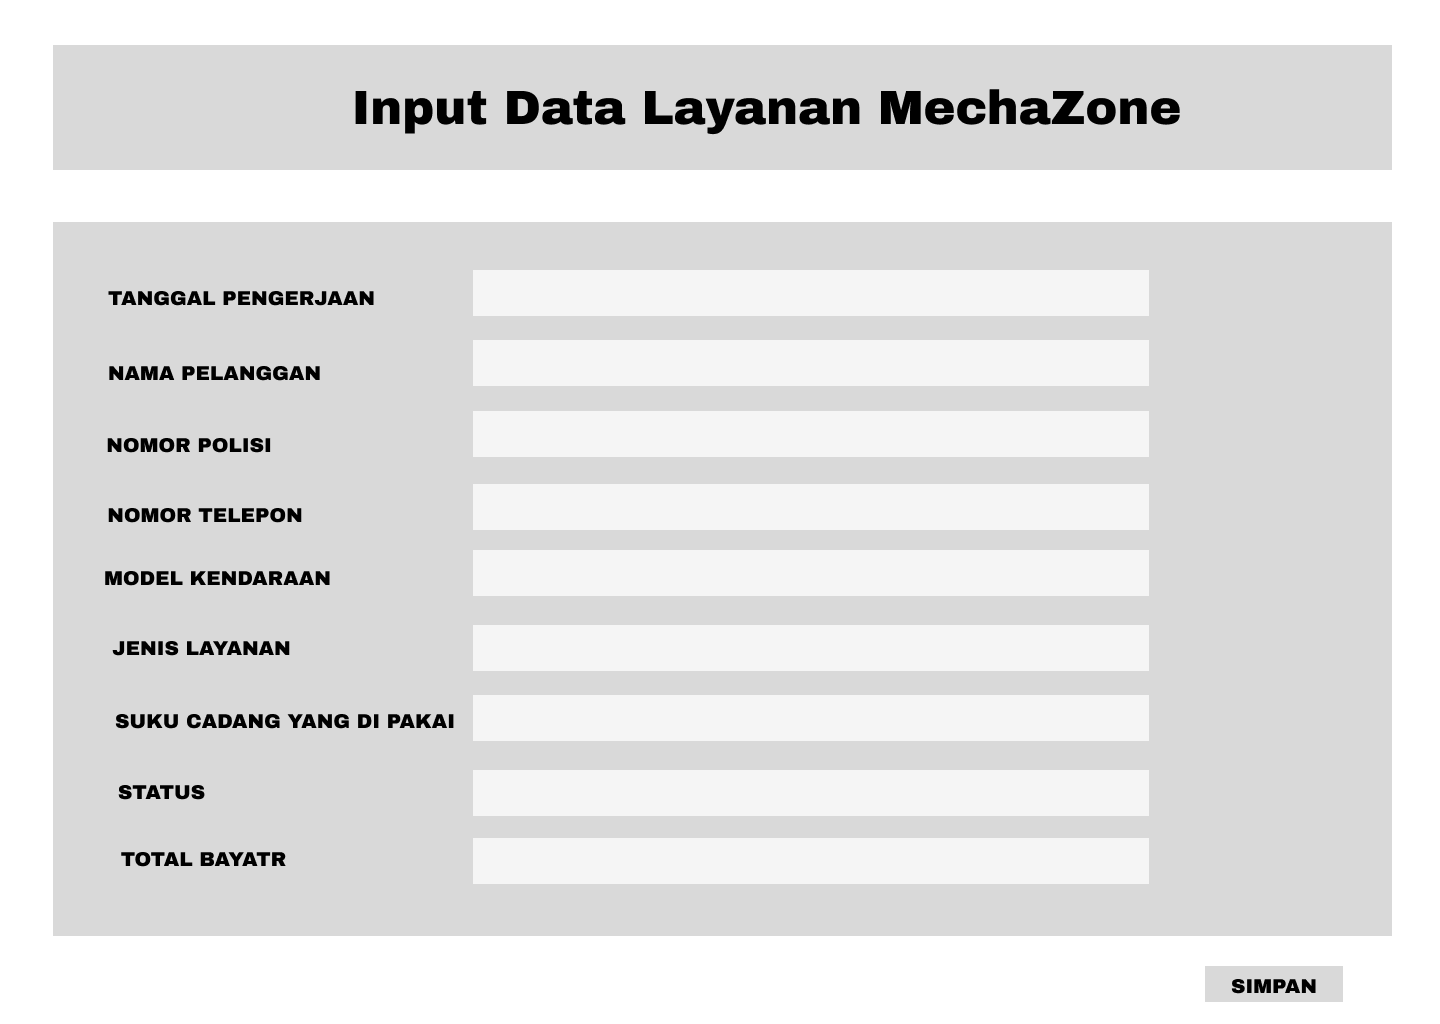 Input Data Layanan MechaZone
TANGGAL PENGERJAAN
NAMA PELANGGAN
NOMOR POLISI
NOMOR TELEPON
MODEL KENDARAAN
JENIS LAYANAN
SUKU CADANG YANG DI PAKAI
STATUS
TOTAL BAYATR
SIMPAN